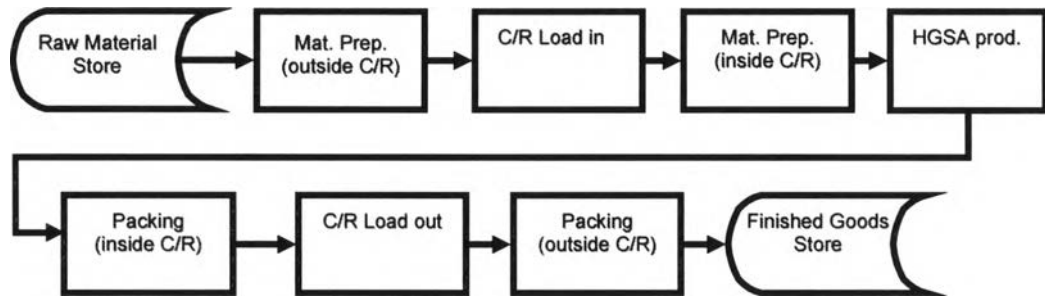 Raw Material
Store
Mat. Prep.
(outside C/R)
C/R Load in
Mat. Prep.
(inside C/R)
HGSA prod.
Packing
(inside C/R)
C/R Load out
Packing
(outside C/R)
Finished Goods
Store